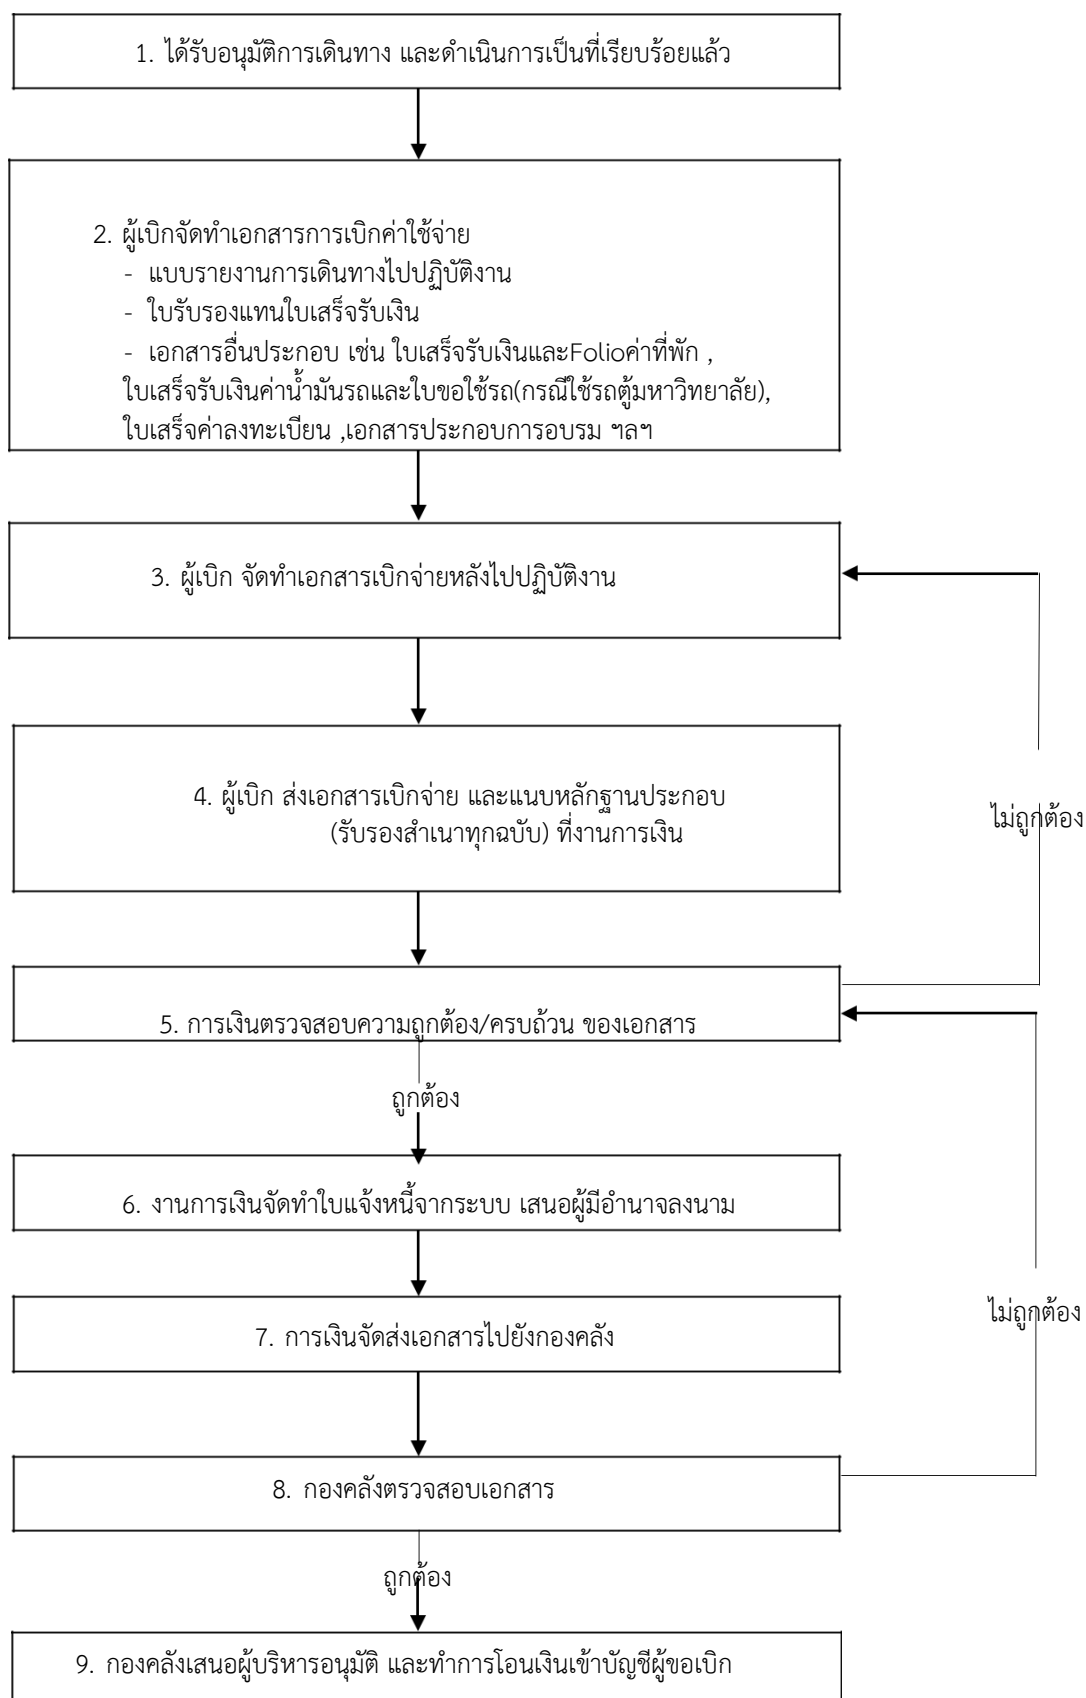 1. ได้รับอนุมัติการเดินทาง และดำเนินการเป็นที่เรียบร้อยแล้ว
2. ผู้เบิกจัดทำเอกสารการเบิกค่าใช้จ่าย
- แบบรายงานการเดินทางไปปฏิบัติงาน
- ใบรับรองแทนใบเสร็จรับเงิน
- เอกสารอื่นประกอบ เช่น ใบเสร็จรับเงินและFolioค่าที่พัก ,
ใบเสร็จรับเงินค่าน้ำมันรถและใบขอใช้รถ(กรณีใช้รถตู้มหาวิทยาลัย),
ใบเสร็จค่าลงทะเบียน ,เอกสารประกอบการอบรม ฯลฯ
3. ผู้เบิก จัดทำเอกสารเบิกจ่ายหลังไปปฏิบัติงาน
4. ผู้เบิก ส่งเอกสารเบิกจ่าย และแนบหลักฐานประกอบ
(รับรองสำเนาทุกฉบับ) ที่งานการเงิน
ไม่ถูกต้อง
5. การเงินตรวจสอบความถูกต้อง/ครบถ้วน ของเอกสาร
ถูกต้อง
6. งานการเงินจัดทำใบแจ้งหนี้จากระบบ เสนอผู้มีอำนาจลงนาม
ไม่ถูกต้อง
7. การเงินจัดส่งเอกสารไปยังกองคลัง
8. กองคลังตรวจสอบเอกสาร
ถูกต้อง
9. กองคลังเสนอผู้บริหารอนุมัติ และทำการโอนเงินเข้าบัญชีผู้ขอเบิก